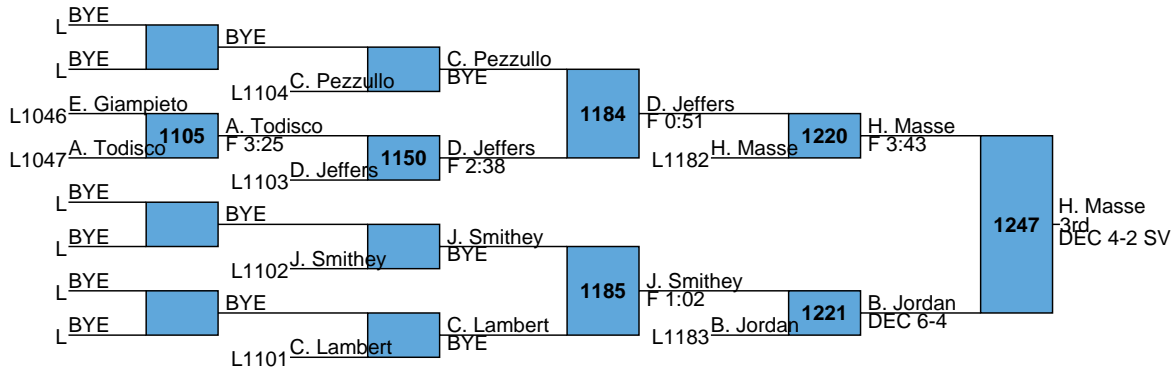 BYE
L
BYE
L
BYE
C. Pezzullo
L1104
C. Pezzullo
BYE
E. Giampieto
L1046
1105
A. Todisco
L1047
A. Todisco
F 3:25
1150
D. Jeffers
L1103
D. Jeffers
F 2:38
1184
D. Jeffers
F 0:51
H. Masse
L1182
1220
H. Masse
F 3:43
BYE
L
BYE
L
BYE
J. Smithey
L1102
J. Smithey
BYE
BYE
L
BYE
L
BYE
C. Lambert
L1101
C. Lambert
BYE
1185
J. Smithey
F 1:02
B. Jordan
L1183
1221
B. Jordan
DEC 6-4
1247
H. Masse
3rd
DEC 4-2 SV